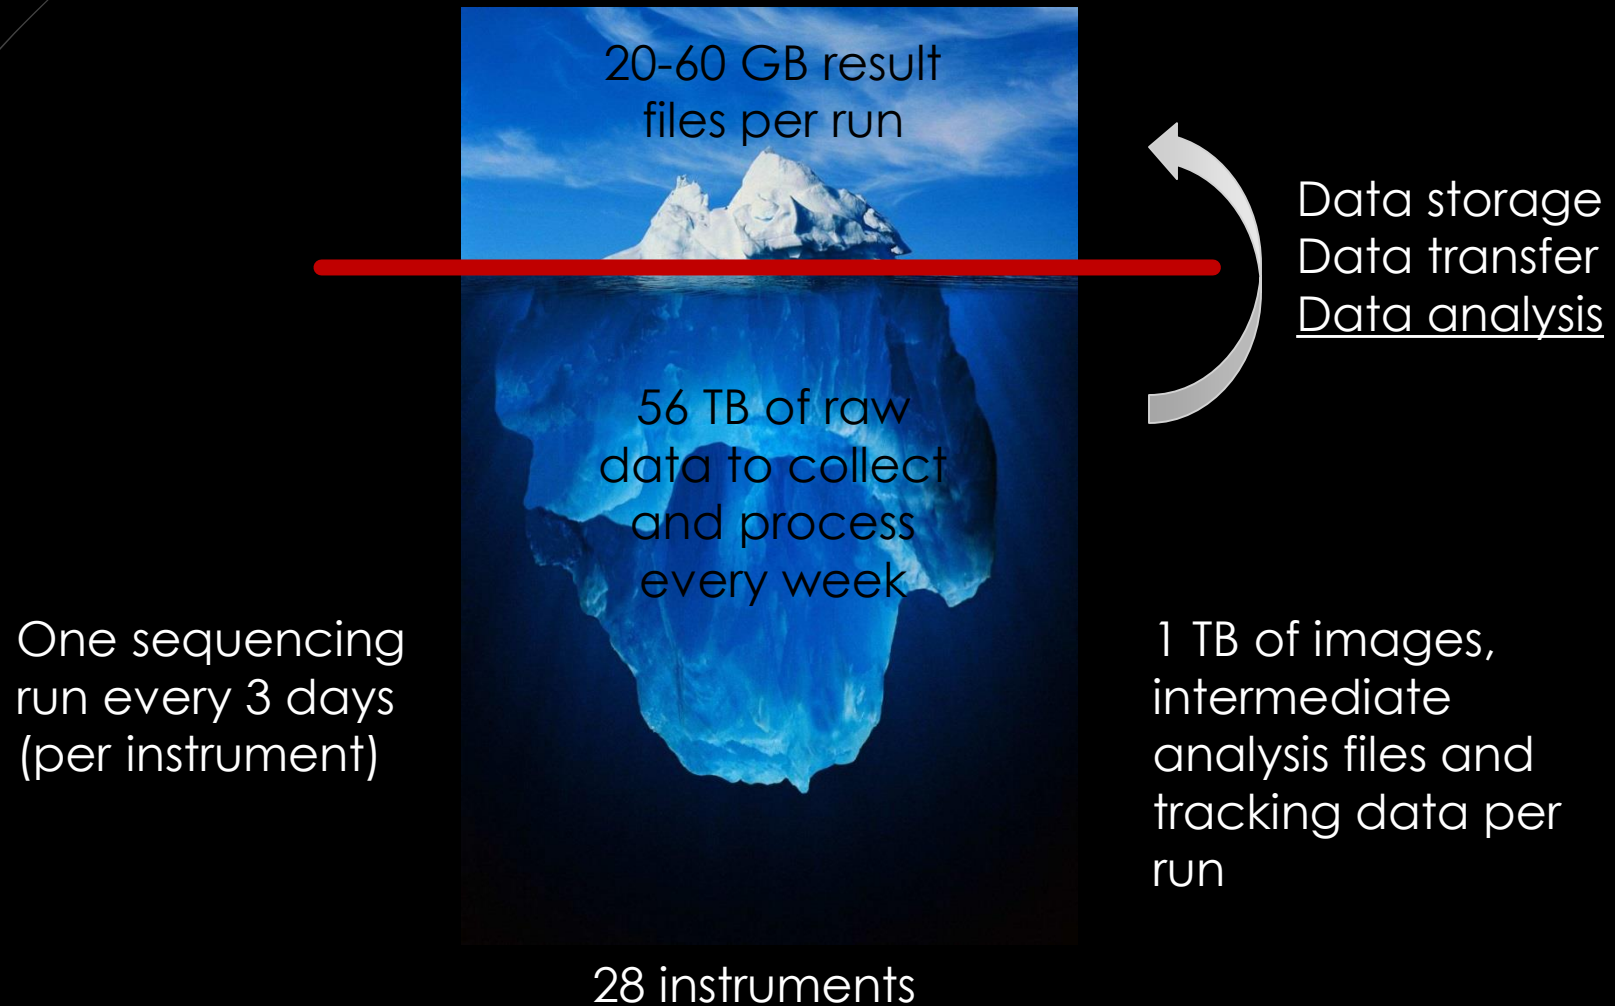 20-60 GB result
files per run
Data storage
Data transfer
Data analysis
56 TB of raw
data to collect
and process
every week
One sequencing
run every 3 days
(per instrument)
1 TB of images,
intermediate
analysis files and
tracking data per
run
28 instruments